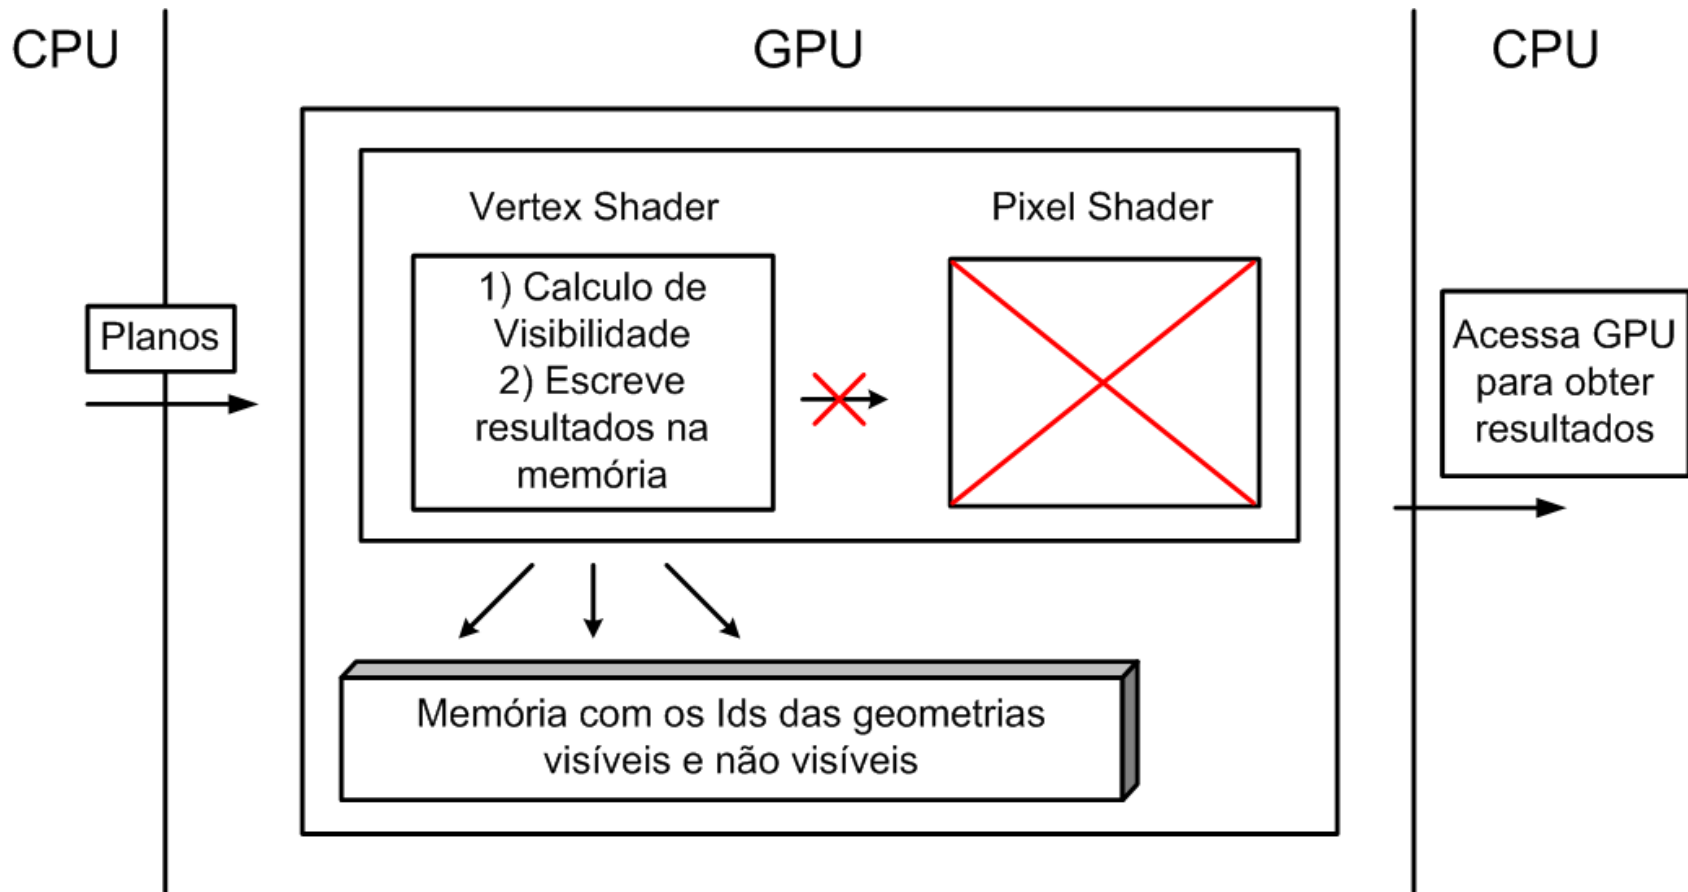 CPU
GPU
CPU
Planos
Vertex Shader
1) Calculo de
Visibilidade
2) Escreve
resultados na
memória
Pixel Shader
Acessa GPU
para obter
resultados
Memória com os Ids das geometrias
visíveis e não visíveis